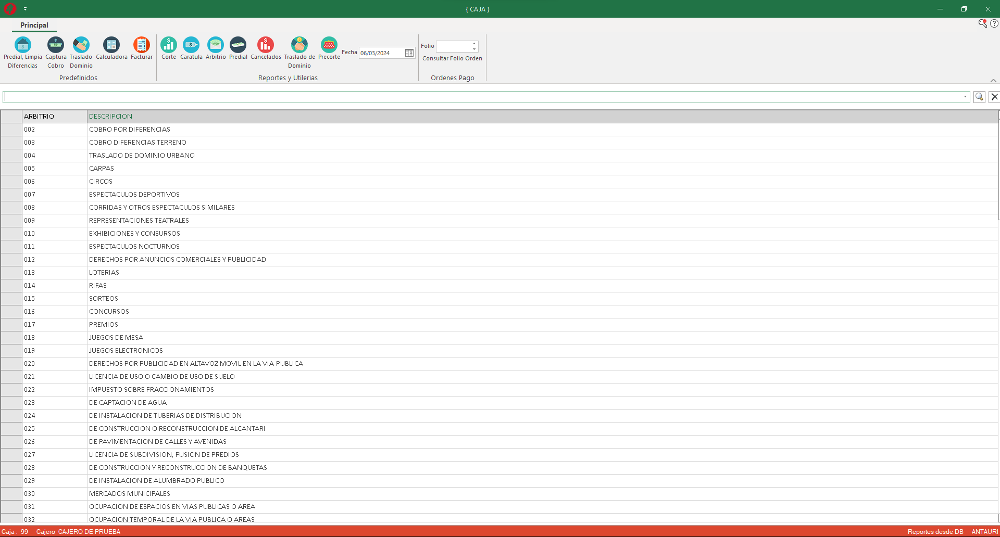 { CAJA }
Principal
Predial, Limpia Diferencias
Captura Cobro
Traslado Dominio
Calculadora
Facturar
Predefinidos
Corte
Caratula
Arbitrio
Predial
Cancelados
Traslado de Dominio
Precorte
Fecha 06/03/2024
Reportes y Utilerias
Folio
Consultar Folio Orden
Ordenes Pago
ARBITRIO DESCRIPCION
002 COBRO POR DIFERENCIAS
003 COBRO DIFERENCIAS TERRENO
004 TRASLADO DE DOMINIO URBANO
005 CARPAS
006 CIRCOS
007 ESPECTACULOS DEPORTIVOS
008 CORRIDAS Y OTROS ESPECTACULOS SIMILARES
009 REPRESENTACIONES TEATRALES
010 EXHIBICIONES Y CONSURSOS
011 ESPECTACULOS NOCTURNOS
012 DERECHOS POR ANUNCIOS COMERCIALES Y PUBLICIDAD
013 LOTERIAS
014 RIFAS
015 SORTEOS
016 CONCURSOS
017 PREMIOS
018 JUEGOS DE MESA
019 JUEGOS ELECTRONICOS
020 DERECHOS POR PUBLICIDAD EN ALTAVOZ MOVIL EN LA VIA PUBLICA
021 LICENCIA DE USO O CAMBIO DE USO DE SUELO
022 IMPUESTO SOBRE FRACCIONAMIENTOS
023 DE CAPTACION DE AGUA
024 DE INSTALACION DE TUBERIAS DE DISTRIBUCION
025 DE CONSTRUCCION O RECONSTRUCCION DE ALCANTARI
026 DE PAVIMENTACION DE CALLES Y AVENIDAS
027 LICENCIA DE SUBDIVISION, FUSION DE PREDIOS
028 DE CONSTRUCCION Y RECONSTRUCCION DE BANQUETAS
029 DE INSTALACION DE ALUMBRADO PUBLICO
030 MERCADOS MUNICIPALES
031 OCUPACION DE ESPACIOS EN VIAS PUBLICAS O AREA
032 OCUPACION TEMPORAL DE LA VIA PUBLICA O AREAS
Caja : 99 Cajero CAJERO DE PRUEBA Reportes desde DB ANTAURI